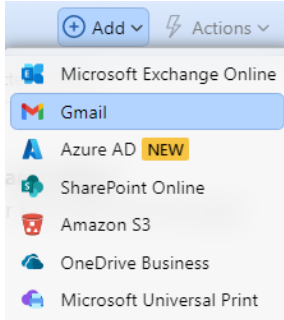 Add Actions
Microsoft Exchange Online
Gmail
Azure AD NEW
SharePoint Online
Amazon S3
OneDrive Business
Microsoft Universal Print